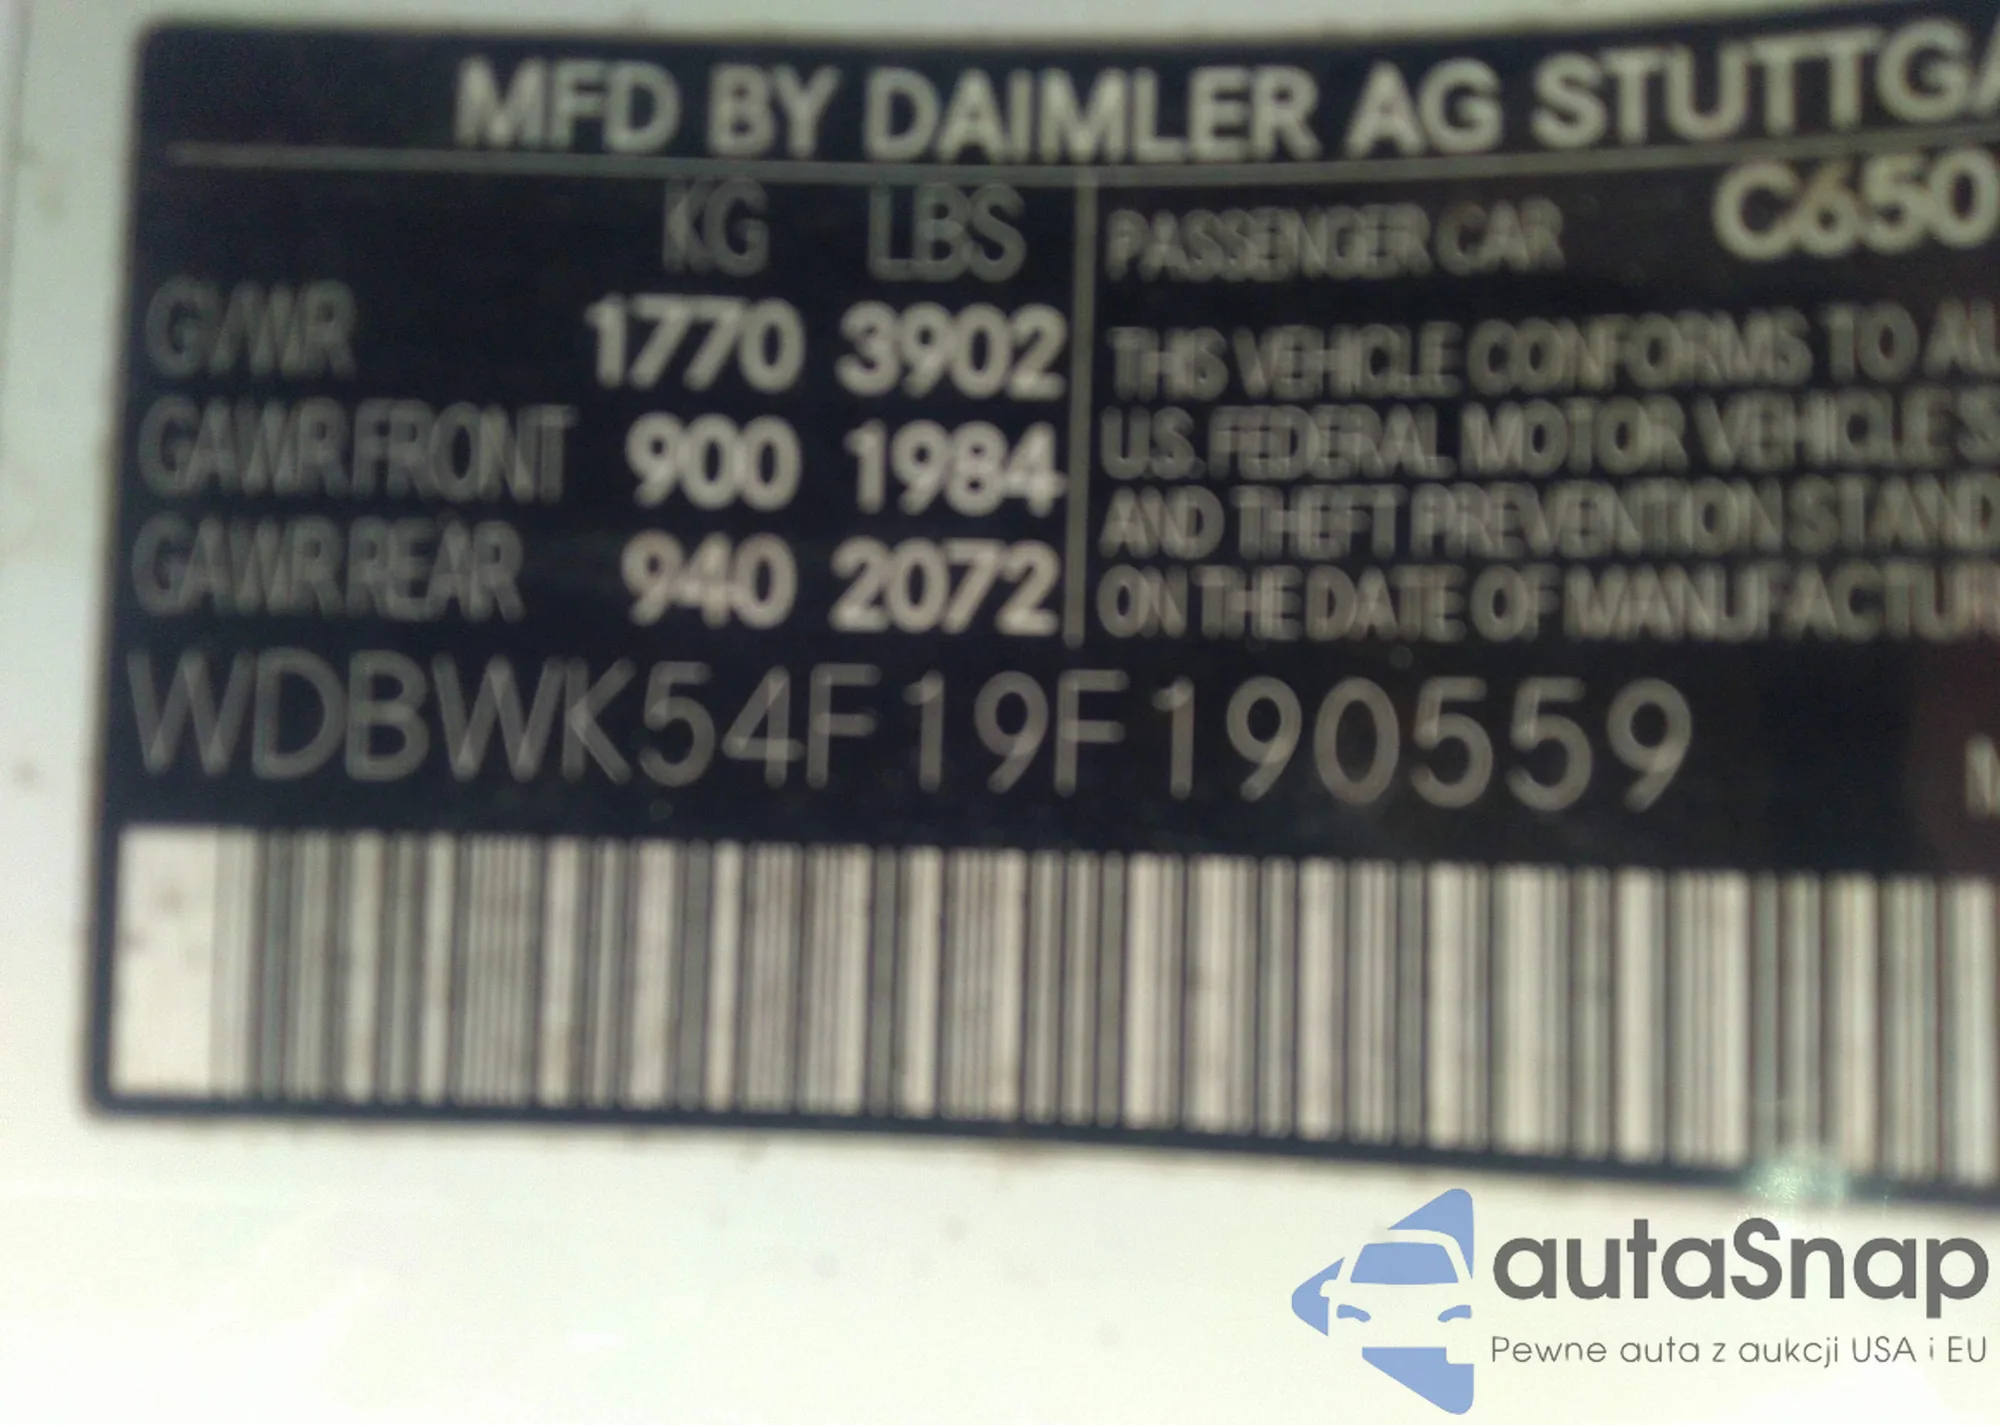 MFD BY DAIMLER AG STUTTGA
KG LBS
PASSENGER CAR C650
GVWR 1770 3902
GAWR FRONT 900 1984
GAWR REAR 940 2072
THIS VEHICLE CONFORMS TO AL
U.S. FEDERAL MOTOR VEHICLE S
AND THEFT PREVENTION STAND
ON THE DATE OF MANUFACTUR
WDBWK54F19F190559
M
autaSnap
Pewne auta z aukcji USA i EU